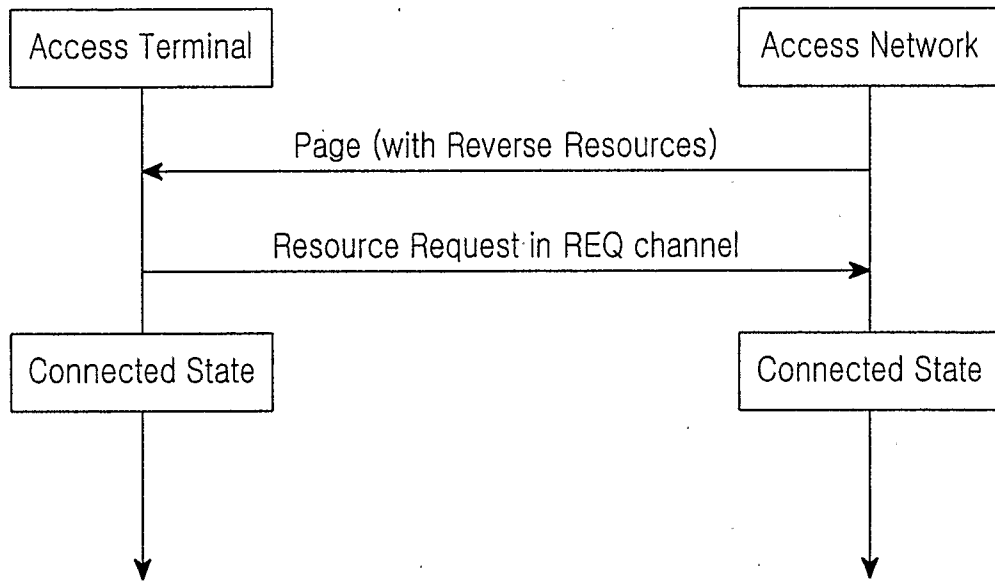 Access Terminal
Access Network
Page (with Reverse Resources)
Resource Request in REQ channel
Connected State
Connected State